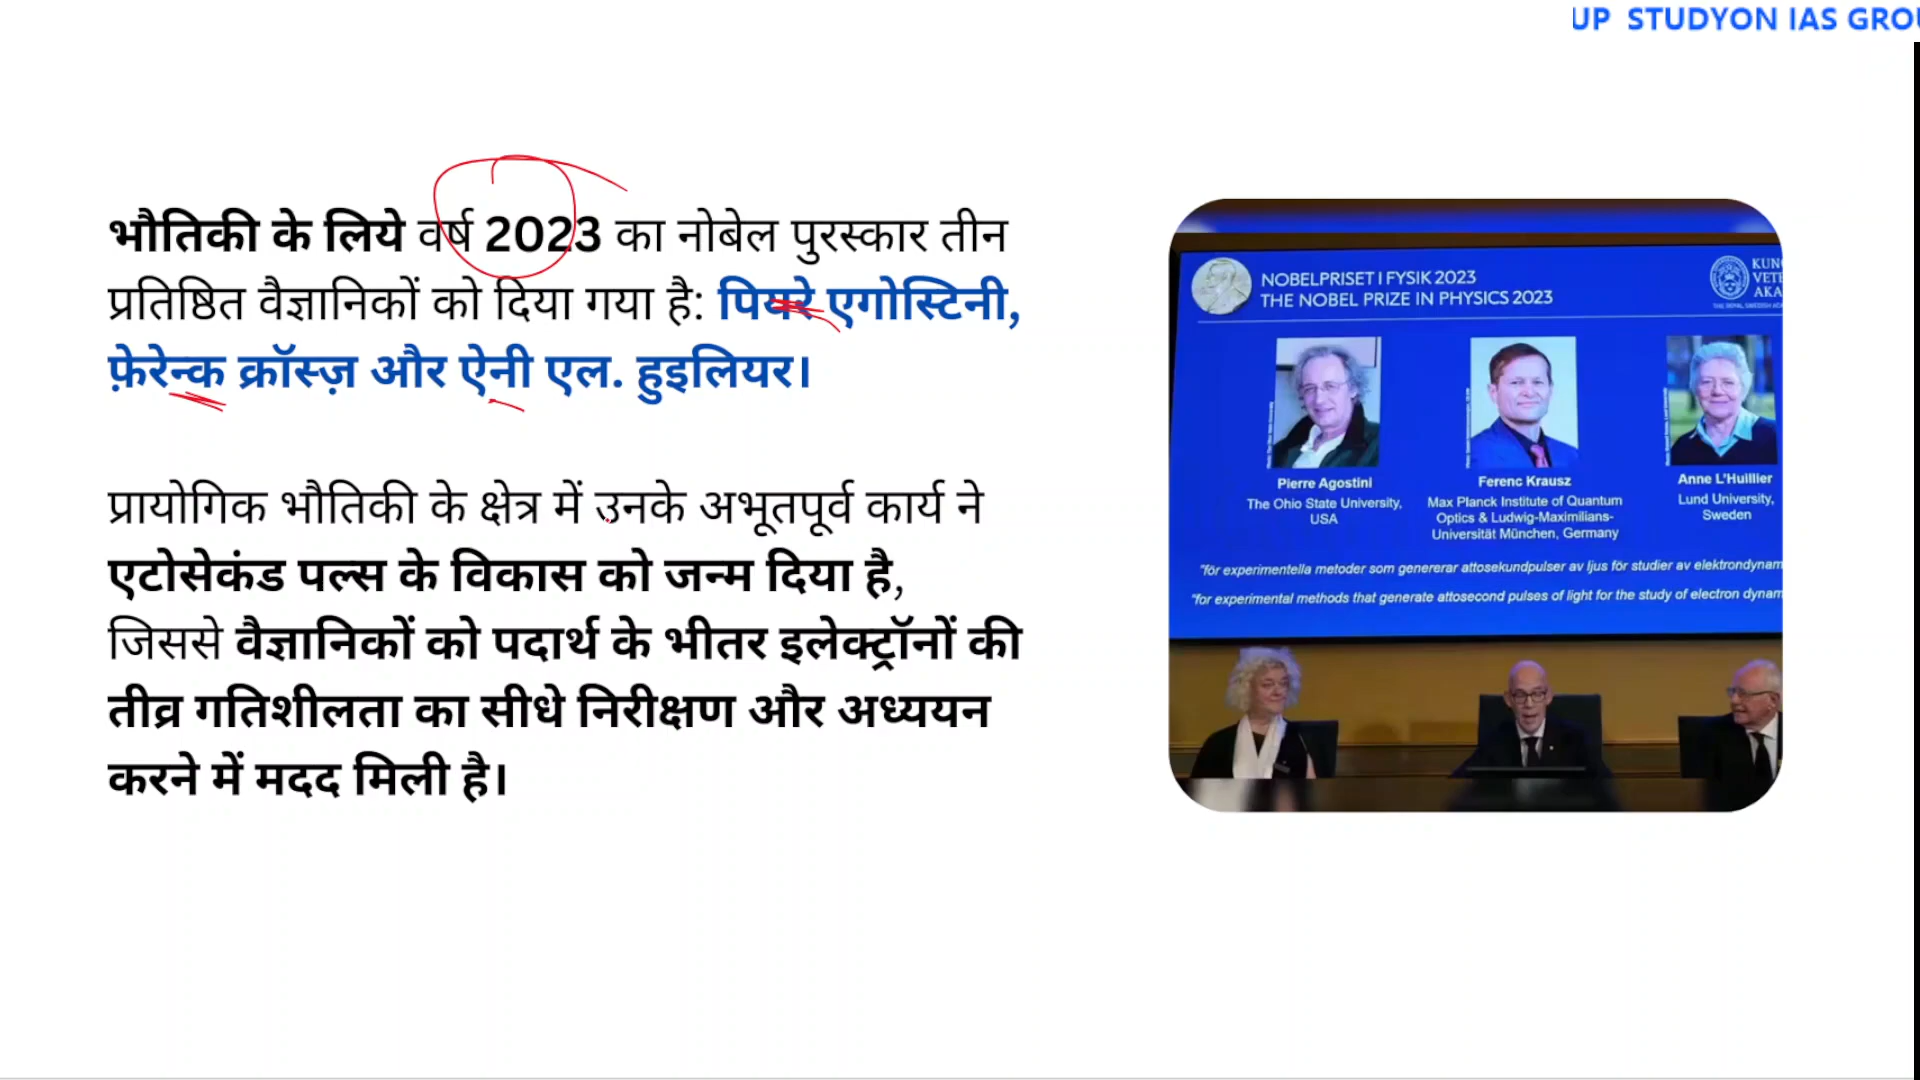 UP STUDYON IAS GROU
भौतिकी के लिये वर्ष 2023 का नोबेल पुरस्कार तीन
प्रतिष्ठित वैज्ञानिकों को दिया गया है: पियरे एगोस्टिनी,
फ़ेरेन्क क्रॉस्ज़ और ऐनी एल. हुइलियर।
प्रायोगिक भौतिकी के क्षेत्र में उनके अभूतपूर्व कार्य ने
एटोसेकंड पल्स के विकास को जन्म दिया है,
जिससे वैज्ञानिकों को पदार्थ के भीतर इलेक्ट्रॉनों की
तीव्र गतिशीलता का सीधे निरीक्षण और अध्ययन
करने में मदद मिली है।
NOBELPRISET I FYSIK 2023
THE NOBEL PRIZE IN PHYSICS 2023
KUN
VETE
AKA
Pierre Agostini
The Ohio State University,
USA
Ferenc Krausz
Max Planck Institute of Quantum
Optics & Ludwig-Maximilians-
Universität München, Germany
Anne L'Huillier
Lund University,
Sweden
"för experimentella metoder som genererar attosekundpulser av ljus för studier av elektrondynam
"for experimental methods that generate attosecond pulses of light for the study of electron dynam